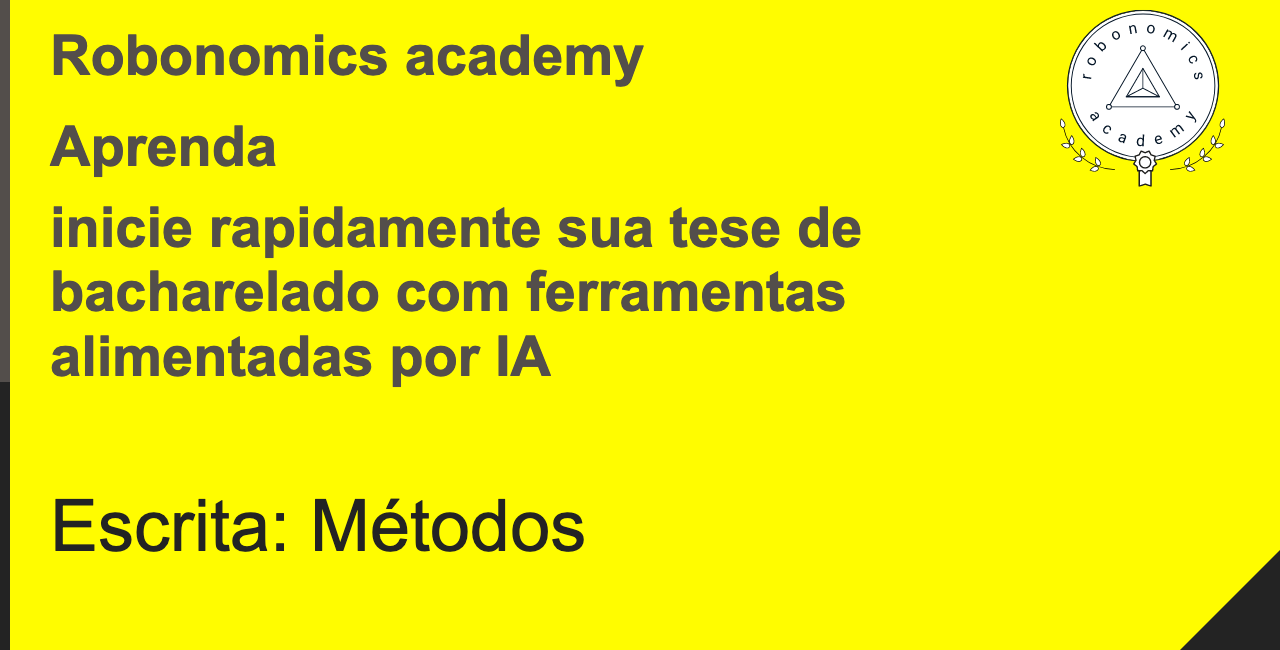 Robonomics academy
Aprenda
inicie rapidamente sua tese de
bacharelado com ferramentas
alimentadas por IA
Escrita: Métodos
robonomics
academy